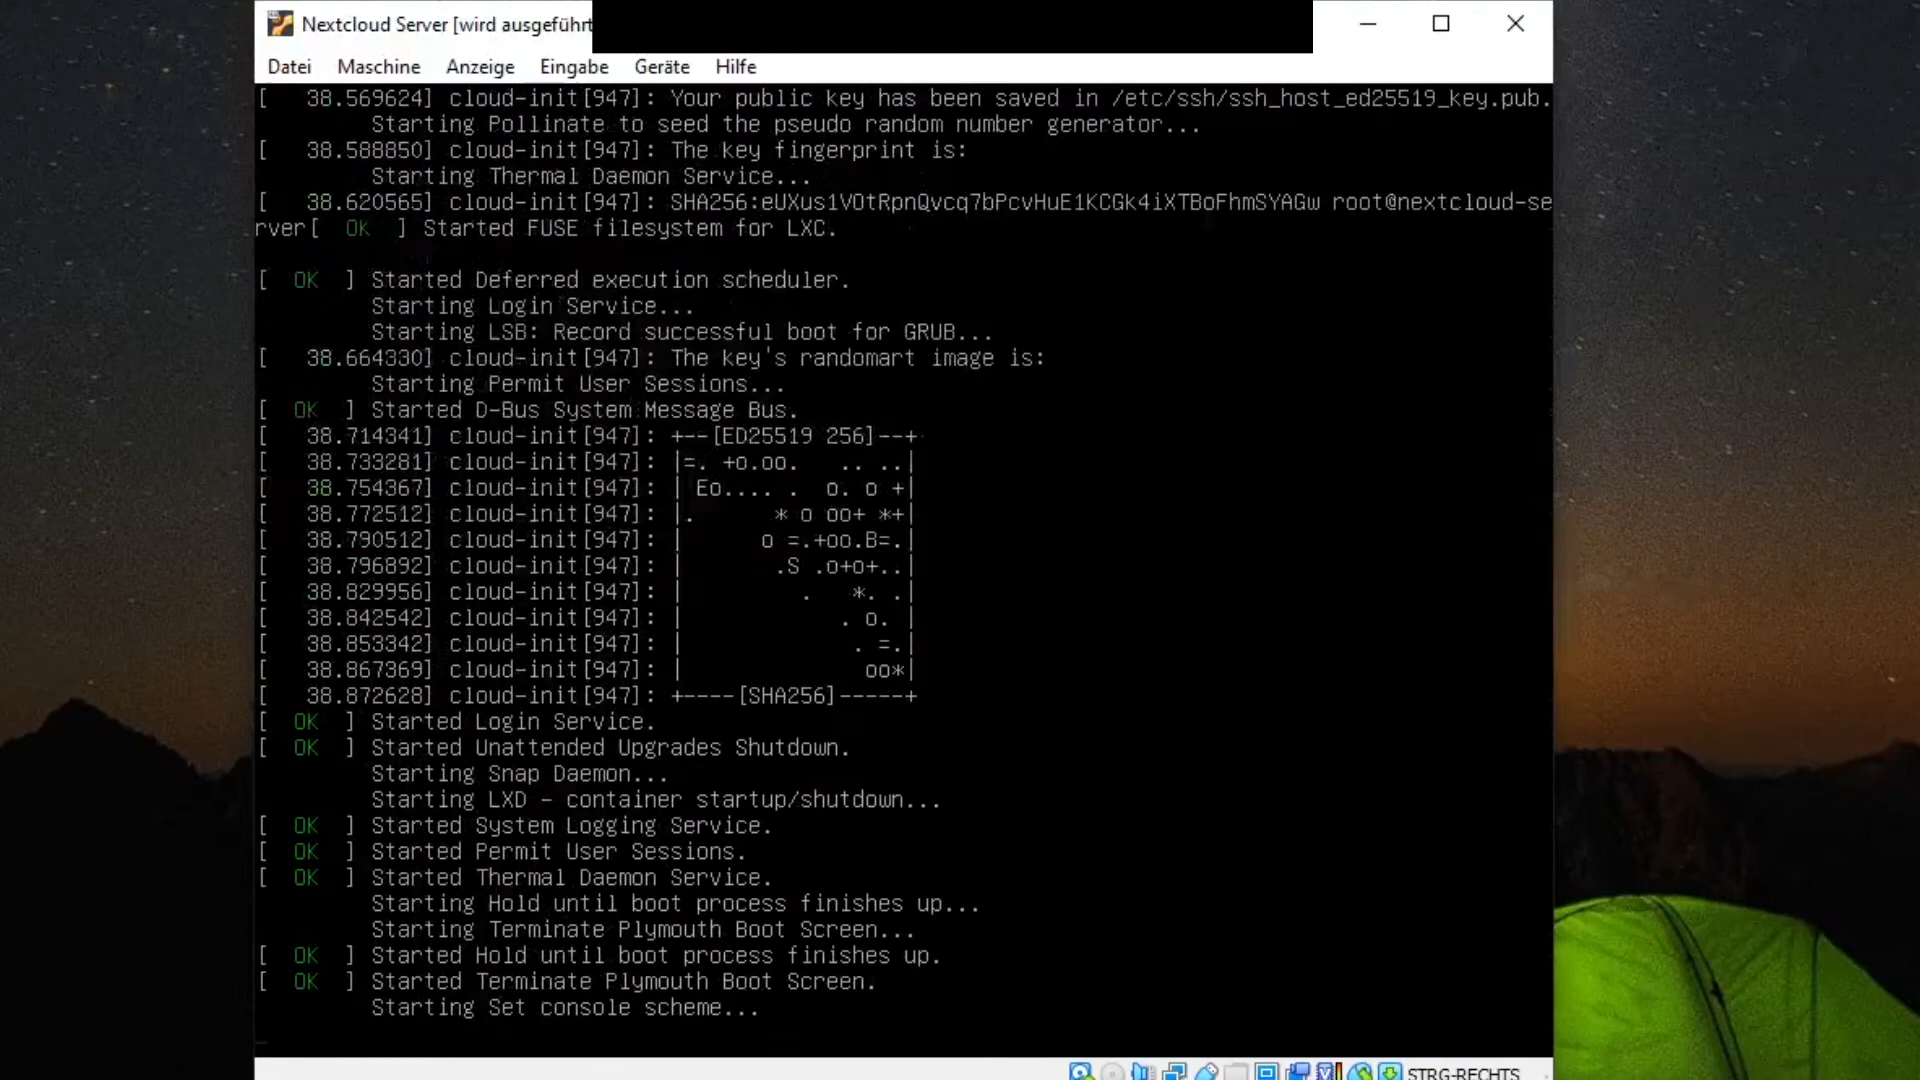 Nextcloud Server [wird ausgeführt
Datei Maschine Anzeige Eingabe Geräte Hilfe
[   38.569624] cloud-init[947]: Your public key has been saved in /etc/ssh/ssh_host_ed25519_key.pub.
         Starting Pollinate to seed the pseudo random number generator...
[   38.588850] cloud-init[947]: The key fingerprint is:
         Starting Thermal Daemon Service...
[   38.620565] cloud-init[947]: SHA256:eUXus1VOtRpnQvcq7bPcvHuE1KCGk4iXTBoFhmSYAGw root@nextcloud-se
rver[  OK  ] Started FUSE filesystem for LXC.
[  OK  ] Started Deferred execution scheduler.
         Starting Login Service...
         Starting LSB: Record successful boot for GRUB...
[   38.664330] cloud-init[947]: The key's randomart image is:
         Starting Permit User Sessions...
[  OK  ] Started D-Bus System Message Bus.
[   38.714341] cloud-init[947]: +--[ED25519 256]--+
[   38.733281] cloud-init[947]: |=. +o.oo.   .. ..|
[   38.754367] cloud-init[947]: | Eo.... .  o. o +|
[   38.772512] cloud-init[947]: |.      * o oo+ *+|
[   38.790512] cloud-init[947]: |      o =.+oo.B=.|
[   38.796892] cloud-init[947]: |       .S .o+o+..|
[   38.829956] cloud-init[947]: |         .   *. .|
[   38.842542] cloud-init[947]: |            . o. |
[   38.853342] cloud-init[947]: |             . =.|
[   38.867369] cloud-init[947]: |              oo*|
[   38.872628] cloud-init[947]: +----[SHA256]-----+
[  OK  ] Started Login Service.
[  OK  ] Started Unattended Upgrades Shutdown.
         Starting Snap Daemon...
         Starting LXD - container startup/shutdown...
[  OK  ] Started System Logging Service.
[  OK  ] Started Permit User Sessions.
[  OK  ] Started Thermal Daemon Service.
         Starting Hold until boot process finishes up...
         Starting Terminate Plymouth Boot Screen...
[  OK  ] Started Hold until boot process finishes up.
[  OK  ] Started Terminate Plymouth Boot Screen.
         Starting Set console scheme...
STRG-RECHTS